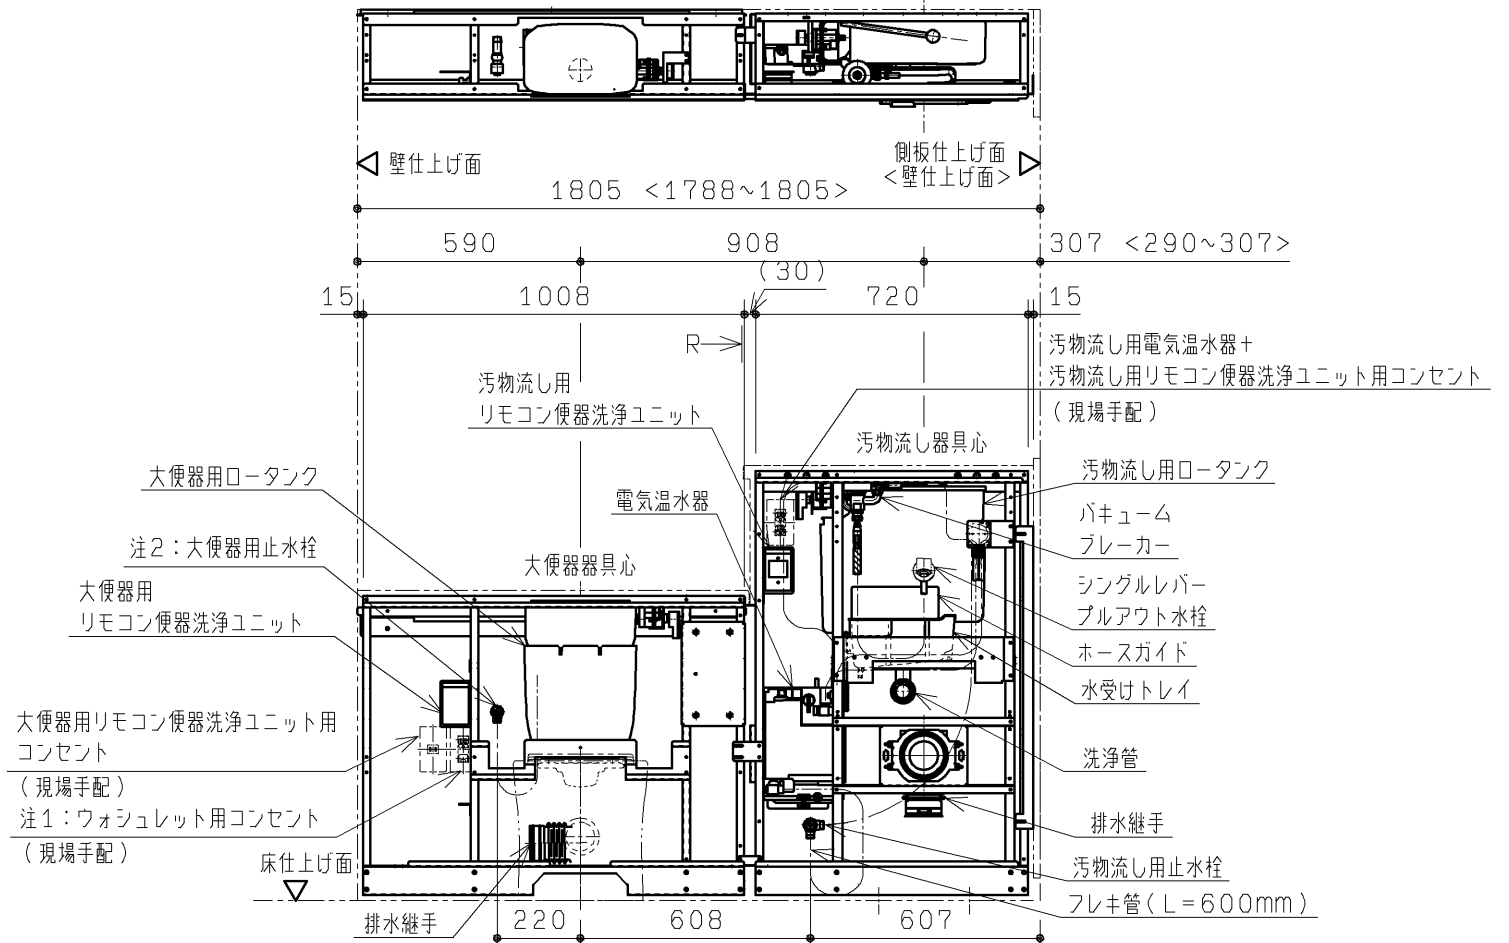 壁仕上げ面
側板仕上げ面
<壁仕上げ面>
1805 <1788~1805>
590
908
307 <290~307>
(30)
15
1008
720
15
R
汚物流し用電気温水器+
汚物流し用リモコン便器洗浄ユニット用コンセント
(現場手配)
汚物流し用
リモコン便器洗浄ユニット
汚物流し器具心
大便器用ロータンク
電気温水器
汚物流し用ロータンク
バキューム
ブレーカー
注2:大便器用止水栓
大便器器具心
大便器用
リモコン便器洗浄ユニット
シングルレバー
プルアウト水栓
ホースガイド
水受けトレイ
大便器用リモコン便器洗浄ユニット用
コンセント
(現場手配)
洗浄管
注1:ウォシュレット用コンセント
(現場手配)
排水継手
床仕上げ面
汚物流し用止水栓
フレキ管(L=600mm)
排水継手
220
608
607